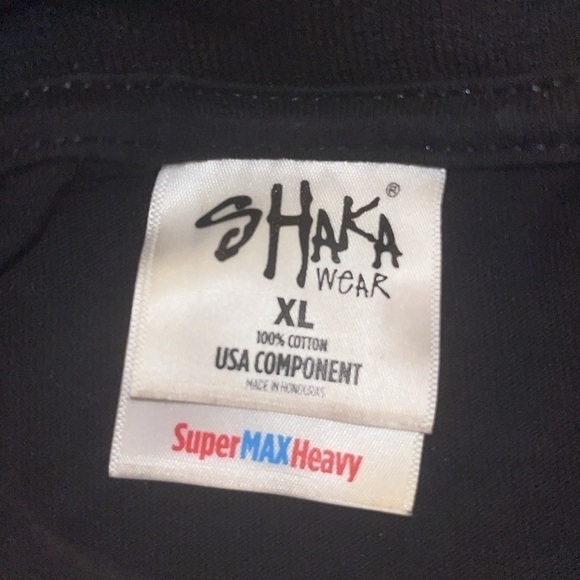 SHAKA®
WEAR
XL
100% COTTON
USA COMPONENT
MADE IN HONDURAS
SuperMAXHeavy